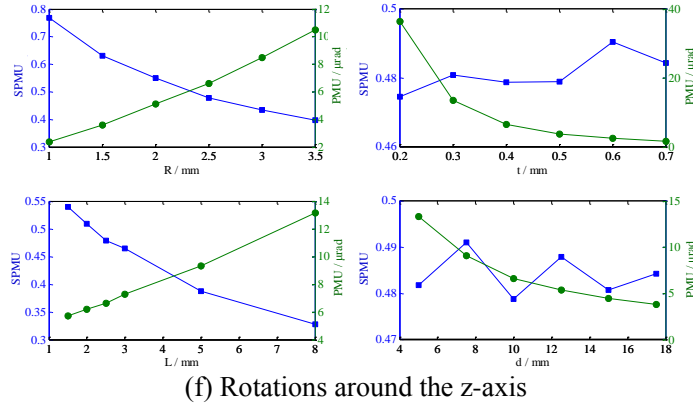 0.8
0.7
0.6
0.5
0.4
0.3
SPMU
12
10
8
6
4
2
PMU / μrad
1 1.5 2 2.5 3 3.5
R / mm
0.5
0.48
0.46
SPMU
40
20
0
PMU / μrad
0.2 0.3 0.4 0.5 0.6 0.7
t / mm
0.55
0.5
0.45
0.4
0.35
0.3
SPMU
14
12
10
8
6
4
PMU / μrad
1 2 3 4 5 6 7 8
L / mm
0.5
0.49
0.48
0.47
SPMU
15
10
5
0
PMU / μrad
4 6 8 10 12 14 16 18
d / mm
(f) Rotations around the z-axis